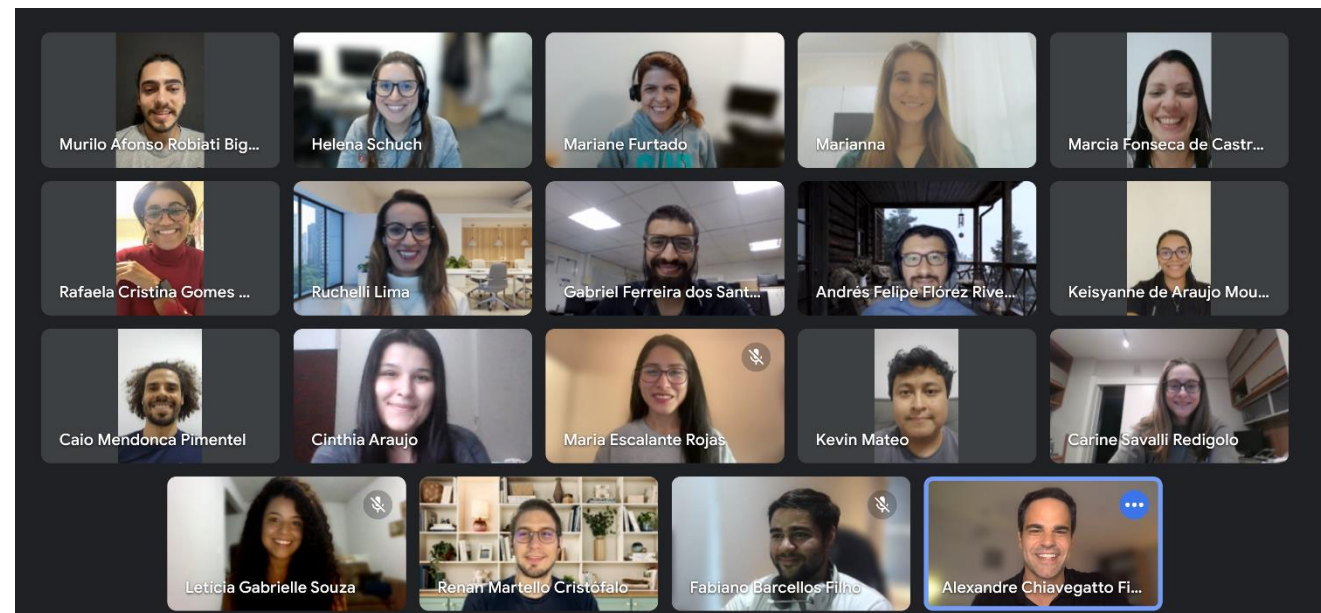 Murilo Afonso Robiati Big...
Helena Schuch
Mariane Furtado
Marianna
Marcia Fonseca de Castr...
Rafaela Cristina Gomes ...
Ruchelli Lima
Gabriel Ferreira dos Sant...
Andrés Felipe Flórez Rive...
Keisyanne de Araujo Mou...
Caio Mendonca Pimentel
Cinthia Araujo
Maria Escalante Rojas
Kevin Mateo
Carine Savalli Redigolo
Leticia Gabrielle Souza
Renan Martello Cristófalo
Fabiano Barcellos Filho
Alexandre Chiavegatto Fi...